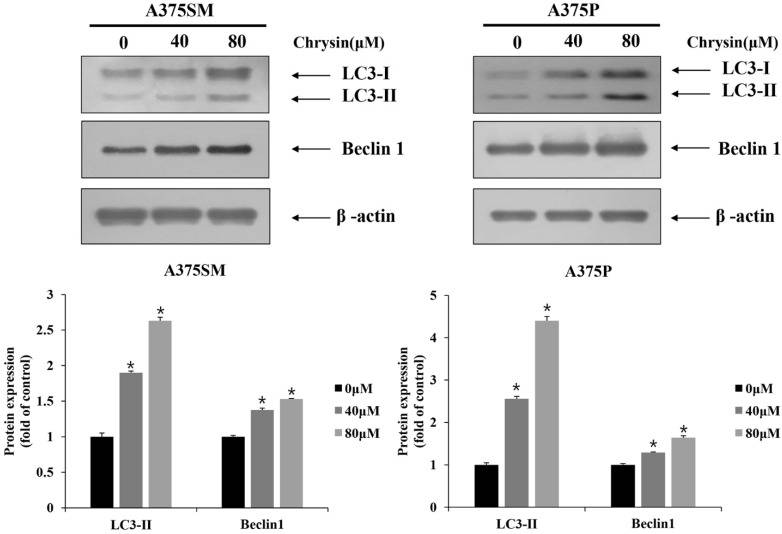 A375SM
0 40 80 Chrysin(μM)
LC3-I
LC3-II
Beclin 1
β -actin
A375P
0 40 80 Chrysin(μM)
LC3-I
LC3-II
Beclin 1
β -actin
A375SM
Protein expression
(fold of control)
3
2.5
2
1.5
1
0.5
0
* * * *
LC3-II Beclin1
0μM
40μM
80μM
A375P
Protein expression
(fold of control)
5
4
3
2
1
0
* * * *
LC3-II Beclin1
0μM
40μM
80μM